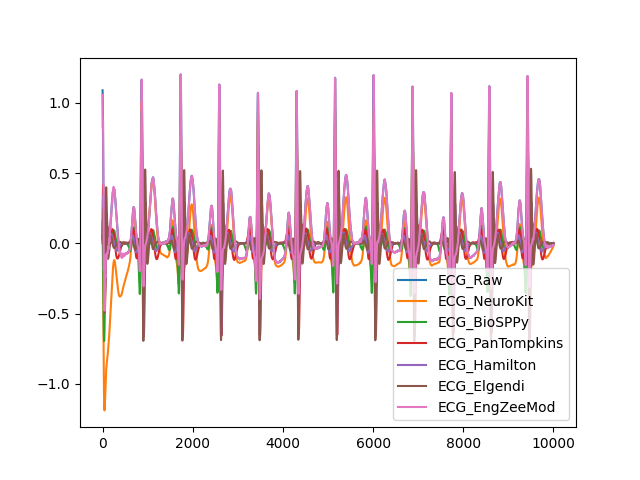 1.0
0.5
0.0
−0.5
−1.0
0
2000
4000
6000
8000
10000
ECG_Raw
ECG_NeuroKit
ECG_BioSPPy
ECG_PanTompkins
ECG_Hamilton
ECG_Elgendi
ECG_EngZeeMod